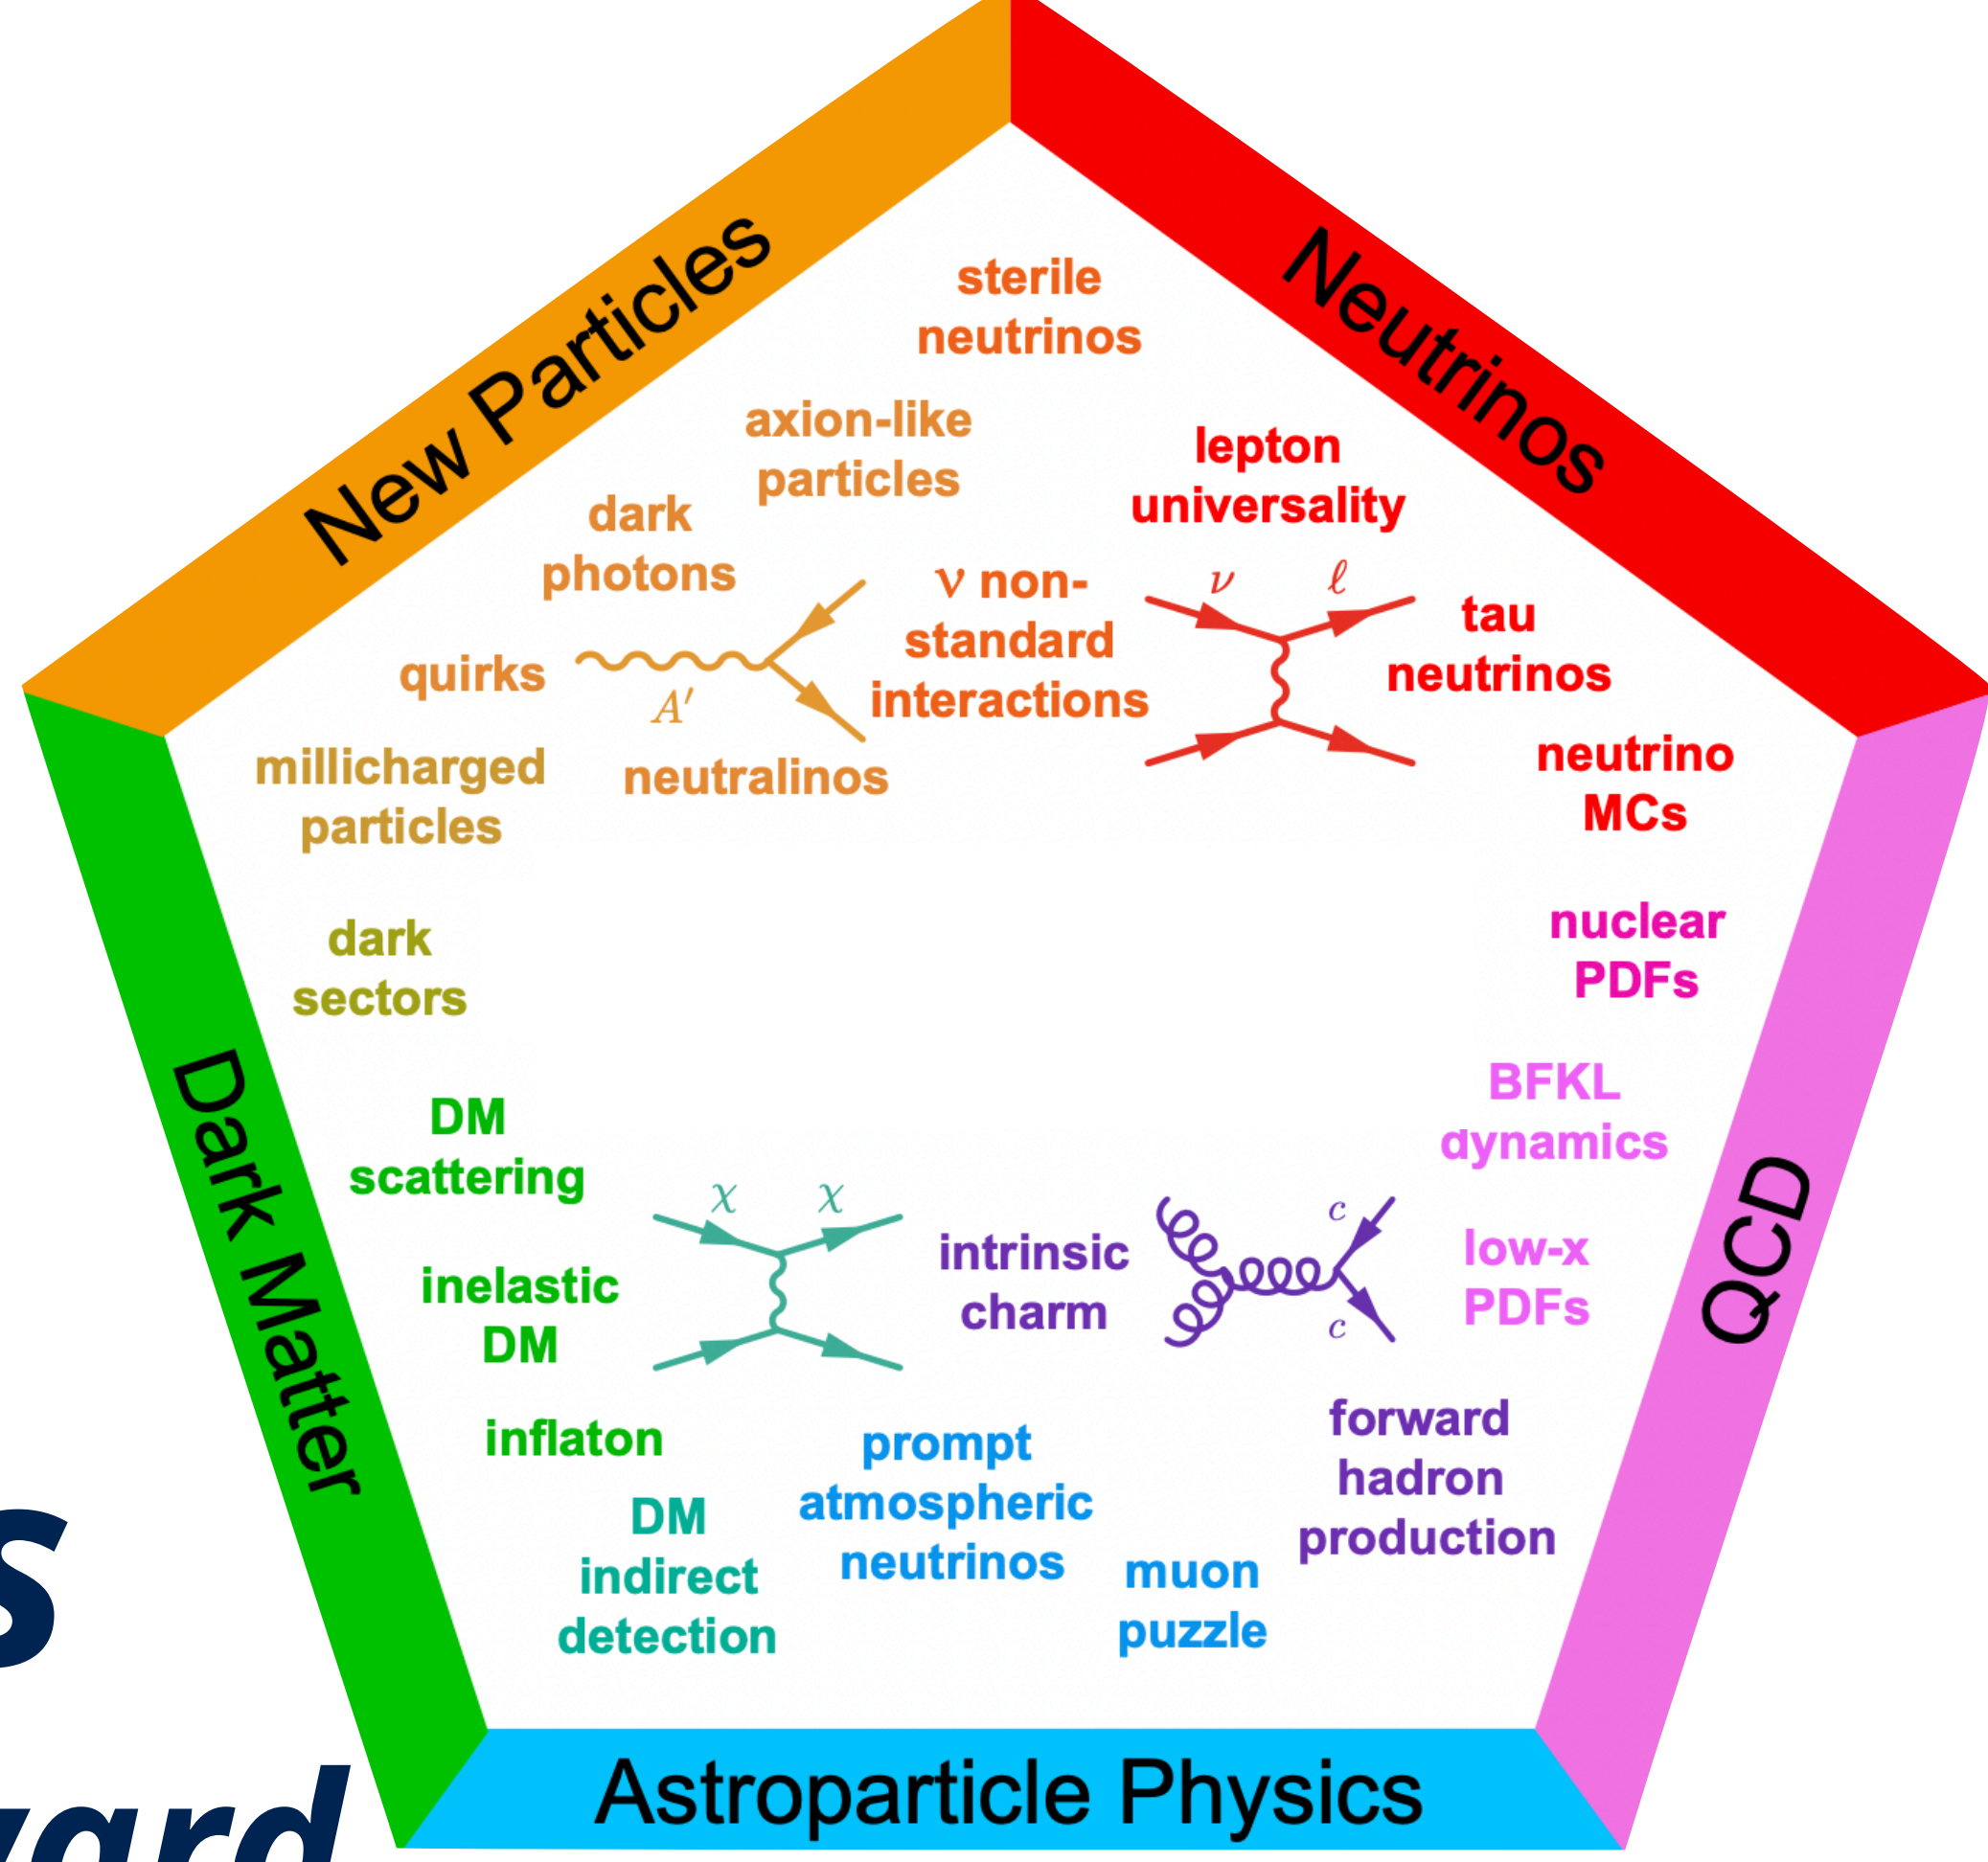 New Particles
Neutrinos
sterile
neutrinos
axion-like
particles
lepton
universality
dark
photons
ν non-
standard
interactions
ν
ℓ
tau
neutrinos
quirks
A′
neutralinos
millicharged
particles
neutrino
MCs
dark
sectors
nuclear
PDFs
Dark Matter
QCD
DM
scattering
BFKL
dynamics
χ
χ
inelastic
DM
intrinsic
charm
c
c
low-x
PDFs
inflaton
prompt
atmospheric
neutrinos
forward
hadron
production
DM
indirect
detection
muon
puzzle
Astroparticle Physics